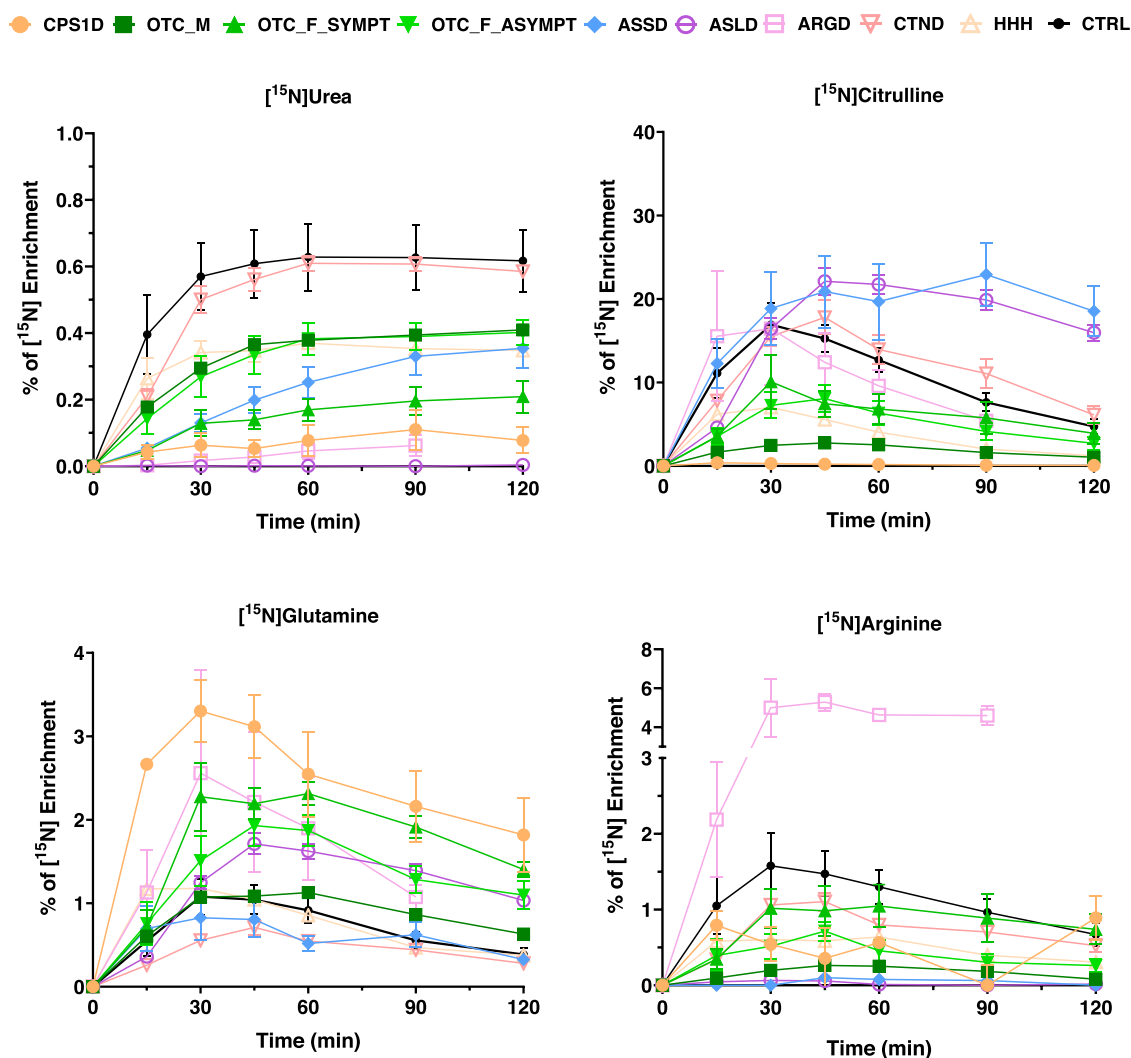 CPS1D OTC_M OTC_F_SYMPT OTC_F_ASYMPT ASSD ASLD ARGD CTND HHH CTRL
[¹⁵N]Urea
% of [¹⁵N] Enrichment
1.0
0.8
0.6
0.4
0.2
0.0
0 30 60 90 120
Time (min)
[¹⁵N]Citrulline
% of [¹⁵N] Enrichment
40
30
20
10
0
0 30 60 90 120
Time (min)
[¹⁵N]Glutamine
% of [¹⁵N] Enrichment
4
3
2
1
0
0 30 60 90 120
Time (min)
[¹⁵N]Arginine
% of [¹⁵N] Enrichment
8
6
4
3
2
1
0
0 30 60 90 120
Time (min)